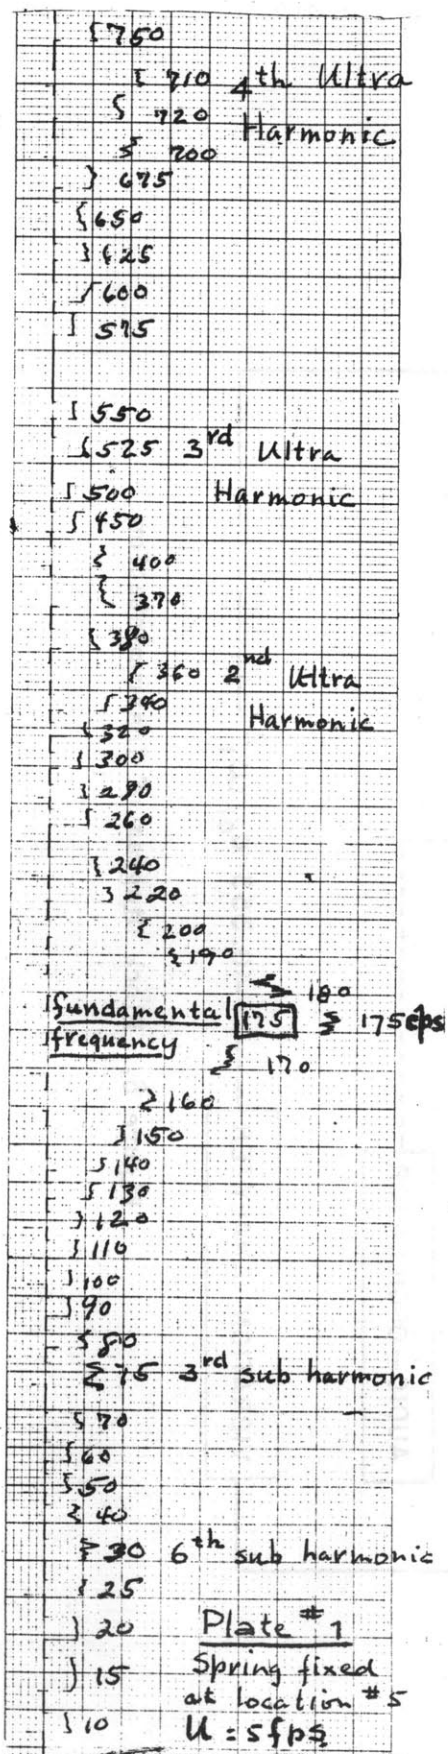 760
710 4th Ultra
720 Harmonic
700
675
650
625
600
575
550
525 3rd Ultra
500 Harmonic
450
400
370
380
360 2nd Ultra
340 Harmonic
320
300
290
260
240
220
200
190
180
fundamental 175 175 cps
frequency
170
160
150
140
130
120
110
100
90
80
75 3rd sub harmonic
70
60
50
40
30 6th sub harmonic
25
20 Plate #1
15 Spring fixed
at location #5
10 U = 5fps